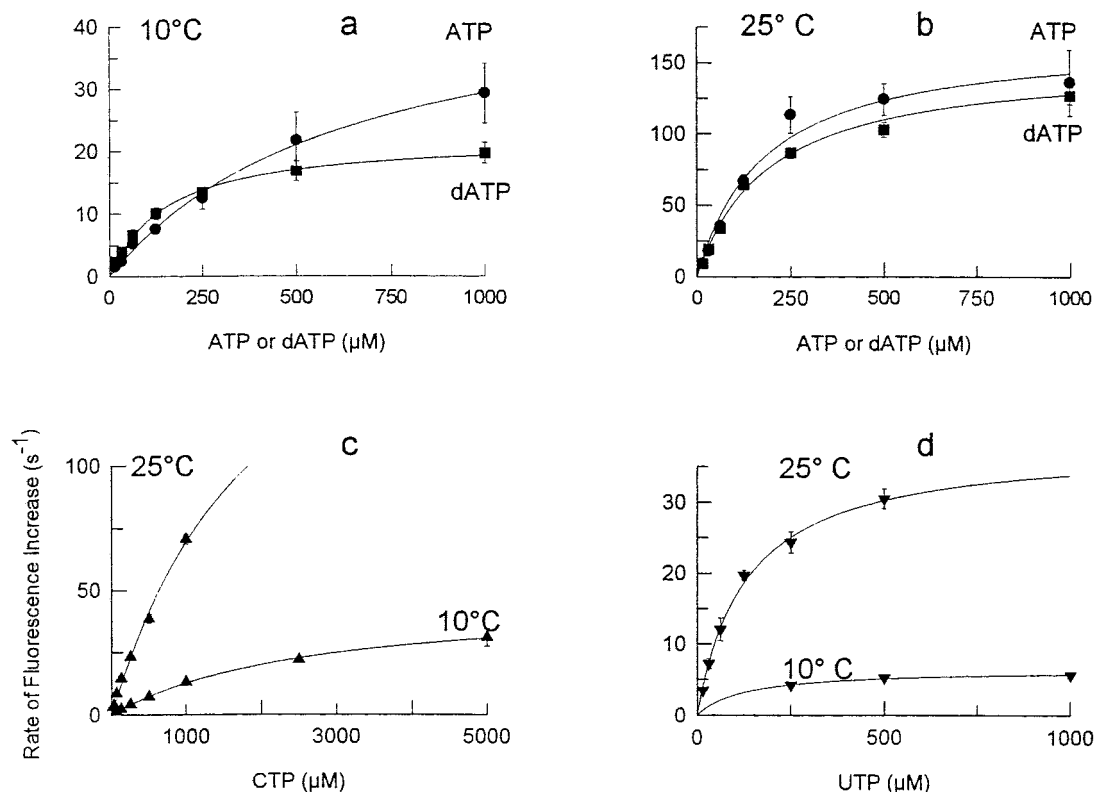 10°C a ATP
40
30
20
10
0
dATP
0 250 500 750 1000
ATP or dATP (µM)
25° C b ATP
150
125
100
75
50
25
0
dATP
0 250 500 750 1000
ATP or dATP (µM)
Rate of Fluorescence Increase (s⁻¹)
25°C c
100
50
0
10°C
1000 3000 5000
CTP (µM)
25° C d
30
20
10
0
10° C
0 500 1000
UTP (µM)